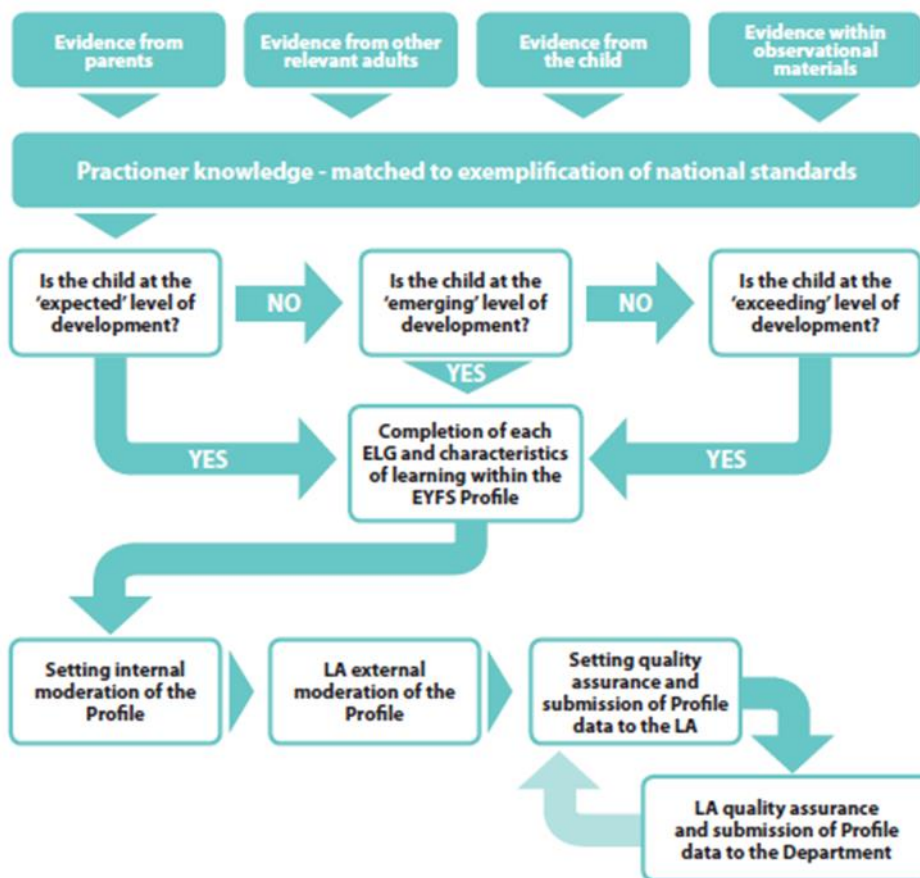 Evidence from
parents
Evidence from other
relevant adults
Evidence from
the child
Evidence within
observational
materials
Practioner knowledge - matched to exemplification of national standards
Is the child at the
‘expected’ level of
development?
NO
Is the child at the
‘emerging’ level of
development?
NO
Is the child at the
‘exceeding’ level of
development?
YES
YES
YES
Completion of each
ELG and characteristics
of learning within the
EYFS Profile
Setting internal
moderation of the
Profile
LA external
moderation of the
Profile
Setting quality
assurance and
submission of Profile
data to the LA
LA quality assurance
and submission of Profile
data to the Department